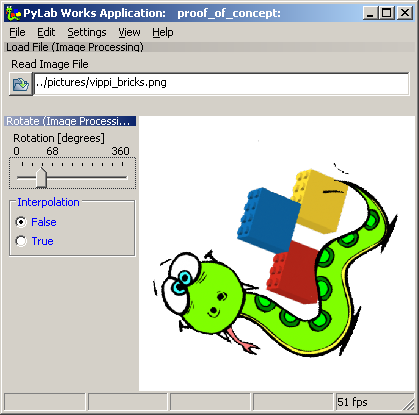 PyLab Works Application:   proof_of_concept:
File Edit Settings View Help
Load File (Image Processing)
Read Image File
../pictures/vippi_bricks.png
Rotate (Image Processi...
Rotation [degrees]
0 68 360
Interpolation
False
True
51 fps